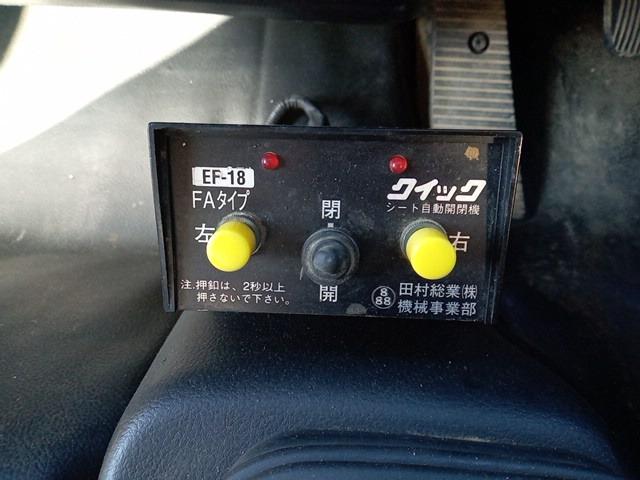 EF-18
FAタイプ
クイック
シート自動開閉機
左
閉
右
開
注.押釦は、2秒以上
押さないで下さい。
8
88
田村総業(株)
機械事業部